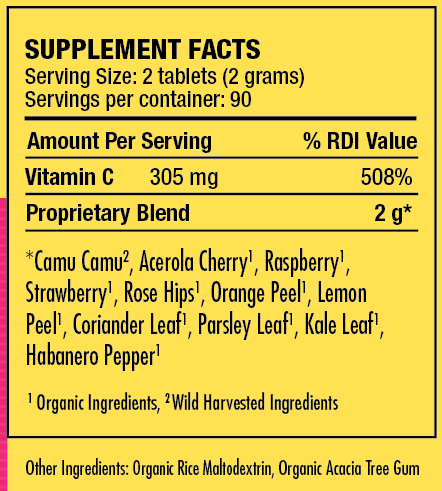 SUPPLEMENT FACTS
Serving Size: 2 tablets (2 grams)
Servings per container: 90
Amount Per Serving % RDI Value
Vitamin C 305 mg 508%
Proprietary Blend 2 g*
*Camu Camu², Acerola Cherry¹, Raspberry¹,
Strawberry¹, Rose Hips¹, Orange Peel¹, Lemon
Peel¹, Coriander Leaf¹, Parsley Leaf¹, Kale Leaf¹,
Habanero Pepper¹
¹ Organic Ingredients, ² Wild Harvested Ingredients
Other Ingredients: Organic Rice Maltodextrin, Organic Acacia Tree Gum